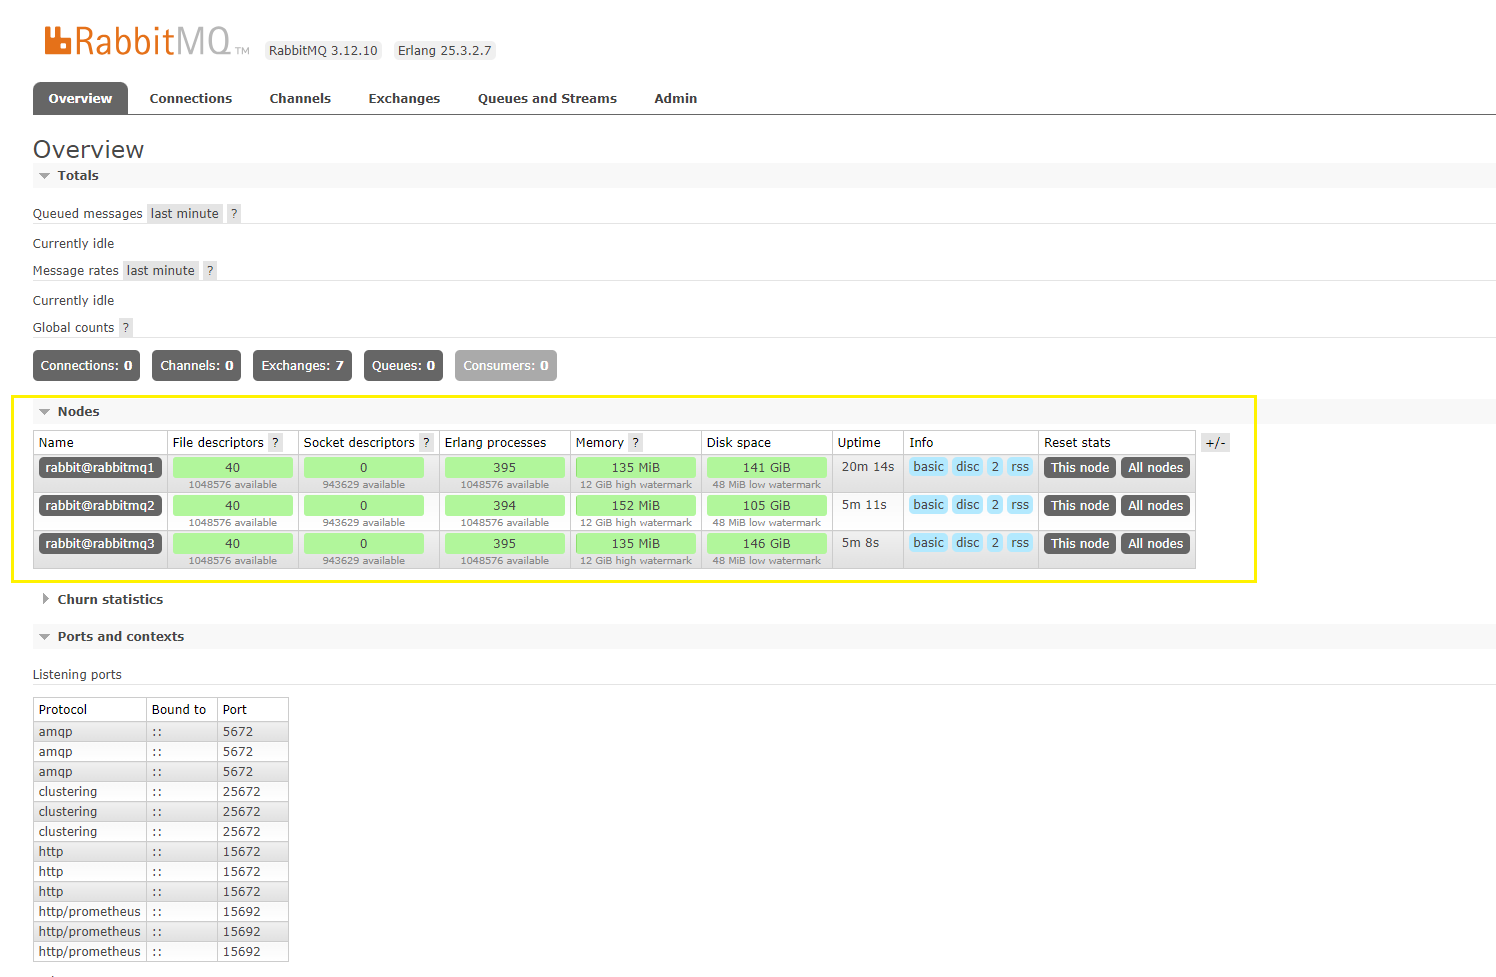 RabbitMQ TM RabbitMQ 3.12.10 Erlang 25.3.2.7
Overview Connections Channels Exchanges Queues and Streams Admin
Overview
Totals
Queued messages last minute ?
Currently idle
Message rates last minute ?
Currently idle
Global counts ?
Connections: 0 Channels: 0 Exchanges: 7 Queues: 0 Consumers: 0
Nodes
Name File descriptors ? Socket descriptors ? Erlang processes Memory ? Disk space Uptime Info Reset stats +/-
rabbit@rabbitmq1 40 0 395 135 MiB 141 GiB 20m 14s basic disc 2 rss This node All nodes
1048576 available 943629 available 1048576 available 12 GiB high watermark 48 MiB low watermark
rabbit@rabbitmq2 40 0 394 152 MiB 105 GiB 5m 11s basic disc 2 rss This node All nodes
1048576 available 943629 available 1048576 available 12 GiB high watermark 48 MiB low watermark
rabbit@rabbitmq3 40 0 395 135 MiB 146 GiB 5m 8s basic disc 2 rss This node All nodes
1048576 available 943629 available 1048576 available 12 GiB high watermark 48 MiB low watermark
Churn statistics
Ports and contexts
Listening ports
Protocol Bound to Port
amqp :: 5672
amqp :: 5672
amqp :: 5672
clustering :: 25672
clustering :: 25672
clustering :: 25672
http :: 15672
http :: 15672
http :: 15672
http/prometheus :: 15692
http/prometheus :: 15692
http/prometheus :: 15692